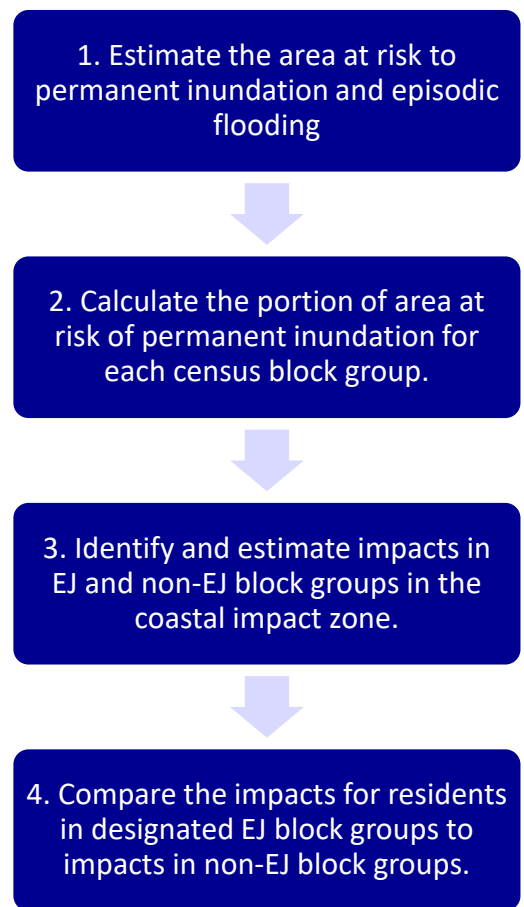 1. Estimate the area at risk to
permanent inundation and episodic
flooding
2. Calculate the portion of area at
risk of permanent inundation for
each census block group.
3. Identify and estimate impacts in
EJ and non-EJ block groups in the
coastal impact zone.
4. Compare the impacts for residents
in designated EJ block groups to
impacts in non-EJ block groups.